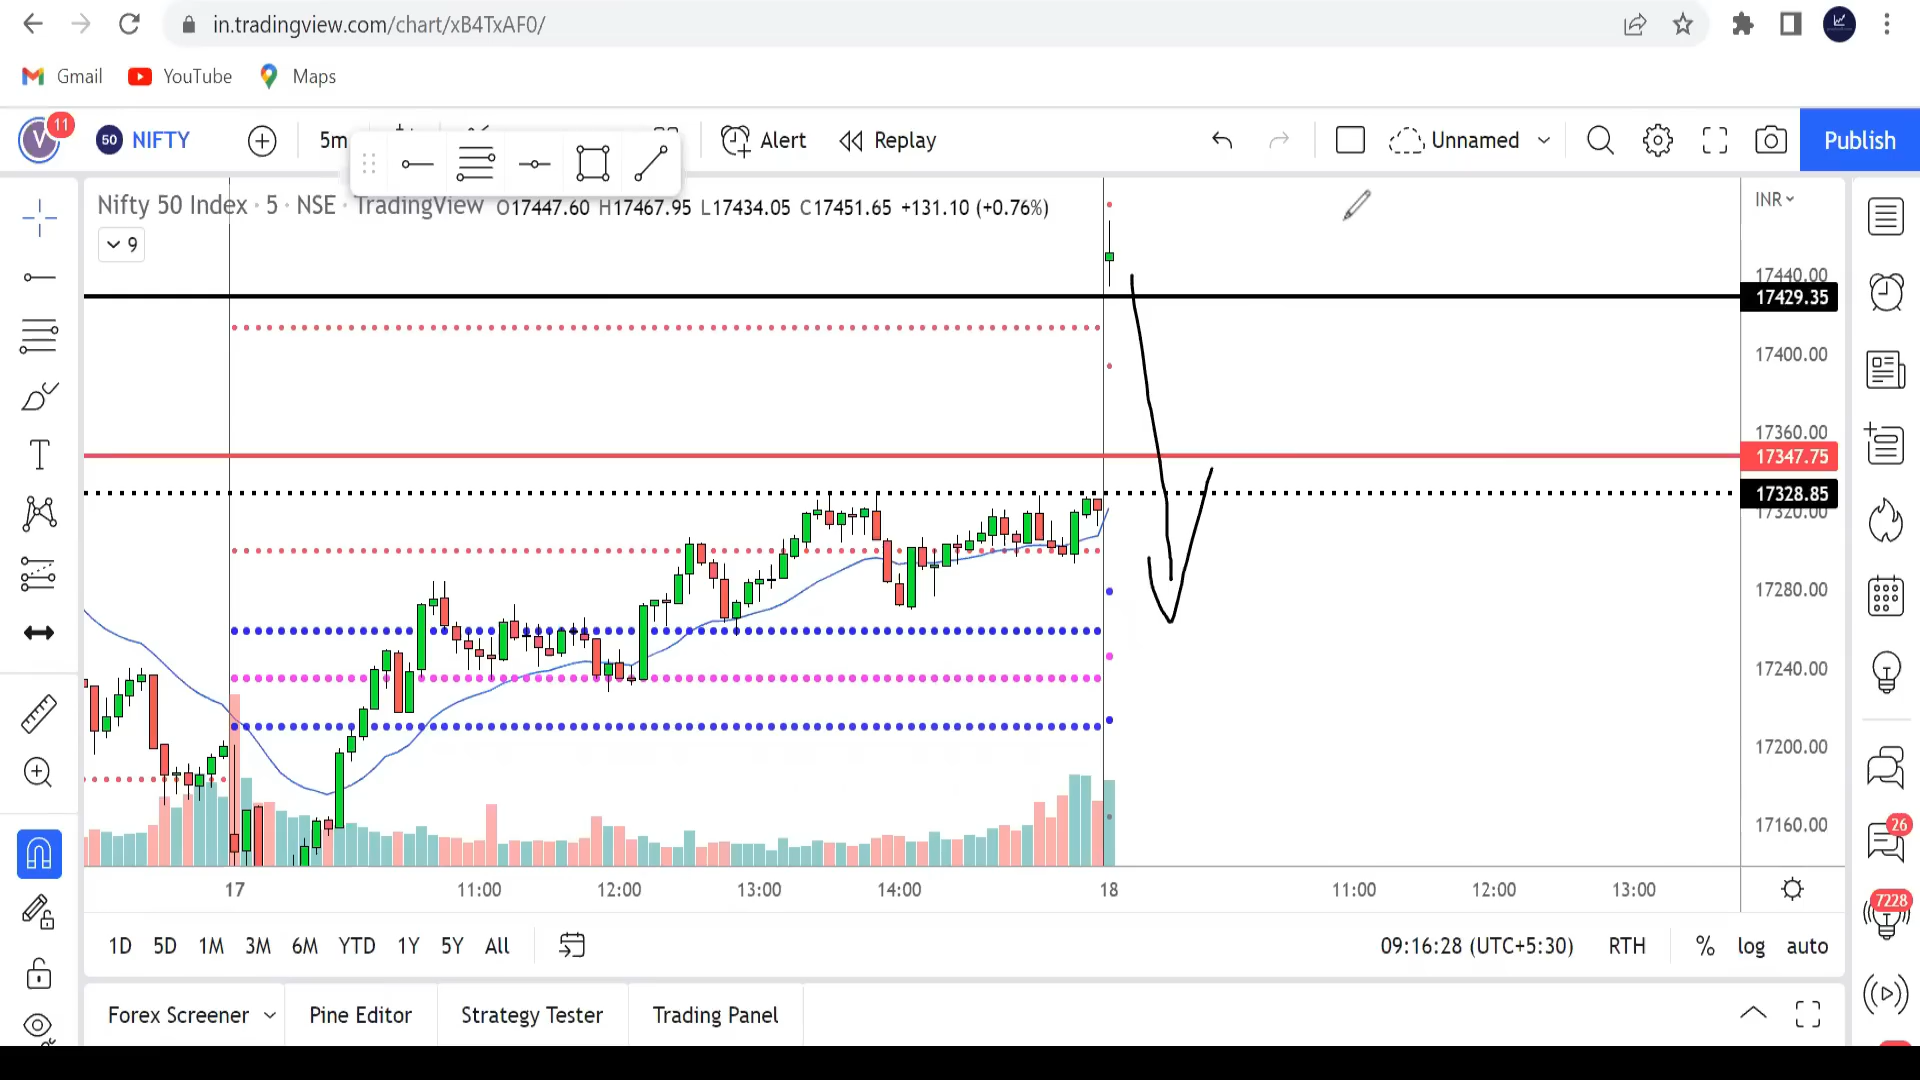 in.tradingview.com/chart/xB4TxAF0/
Gmail YouTube Maps
V 11 50 NIFTY 5m Alert Replay Unnamed Publish
Nifty 50 Index · 5 · NSE · TradingView O17447.60 H17467.95 L17434.05 C17451.65 +131.10 (+0.76%)
INR
9
17440.00
17429.35
17400.00
17360.00
17347.75
17328.85
17320.00
17280.00
17240.00
17200.00
17160.00
26
7228
17 11:00 12:00 13:00 14:00 18 11:00 12:00 13:00
1D 5D 1M 3M 6M YTD 1Y 5Y All 09:16:28 (UTC+5:30) RTH % log auto
Forex Screener Pine Editor Strategy Tester Trading Panel